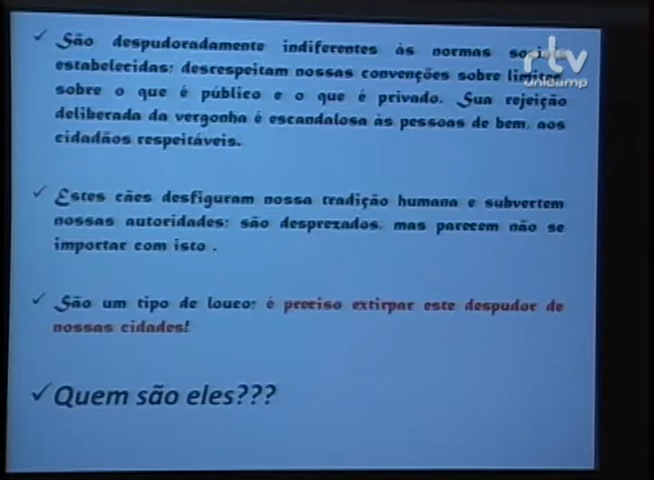 ✓ São despudoradamente indiferentes às normas sociais
estabelecidas; desrespeitam nossas convenções sobre limites,
sobre o que é público e o que é privado. Sua rejeição
deliberada da vergonha é escandalosa às pessoas de bem, aos
cidadãos respeitáveis.
✓ Estes cães desfiguram nossa tradição humana e subvertem
nossas autoridades; são desprezados, mas parecem não se
importar com isto .
✓ São um tipo de louco; é preciso extirpar este despudor de
nossas cidades!
✓ Quem são eles???
rtv
unicamp